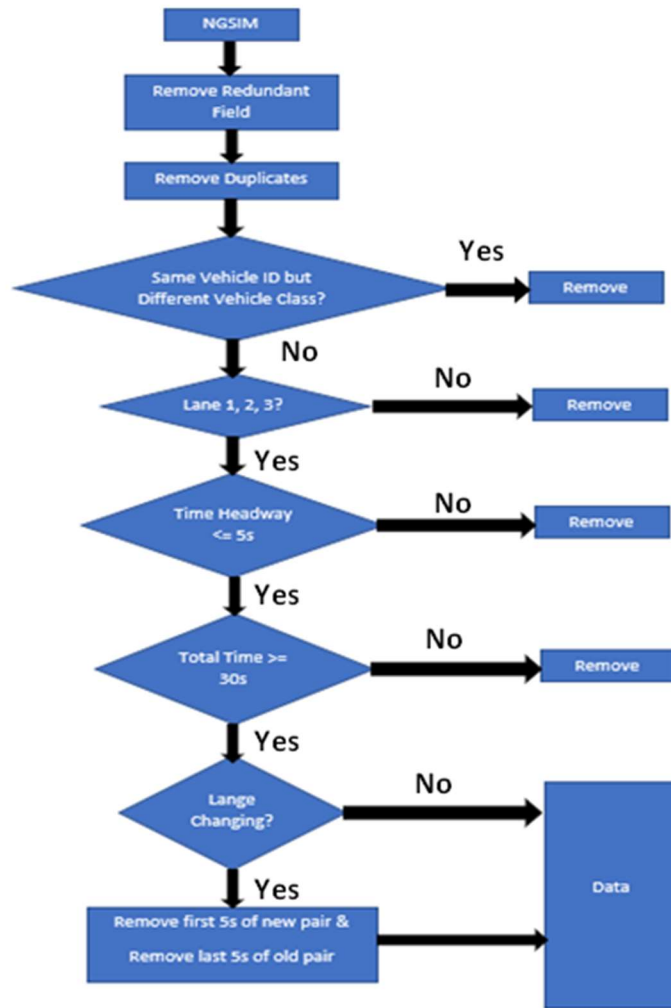 NGSIM
Remove Redundant
Field
Remove Duplicates
Same Vehicle ID but
Different Vehicle Class?
Yes
Remove
No
Lane 1, 2, 3?
No
Remove
Yes
Time Headway
<= 5s
No
Remove
Yes
Total Time >=
30s
No
Remove
Yes
Lange
Changing?
No
Data
Yes
Remove first 5s of new pair &
Remove last 5s of old pair